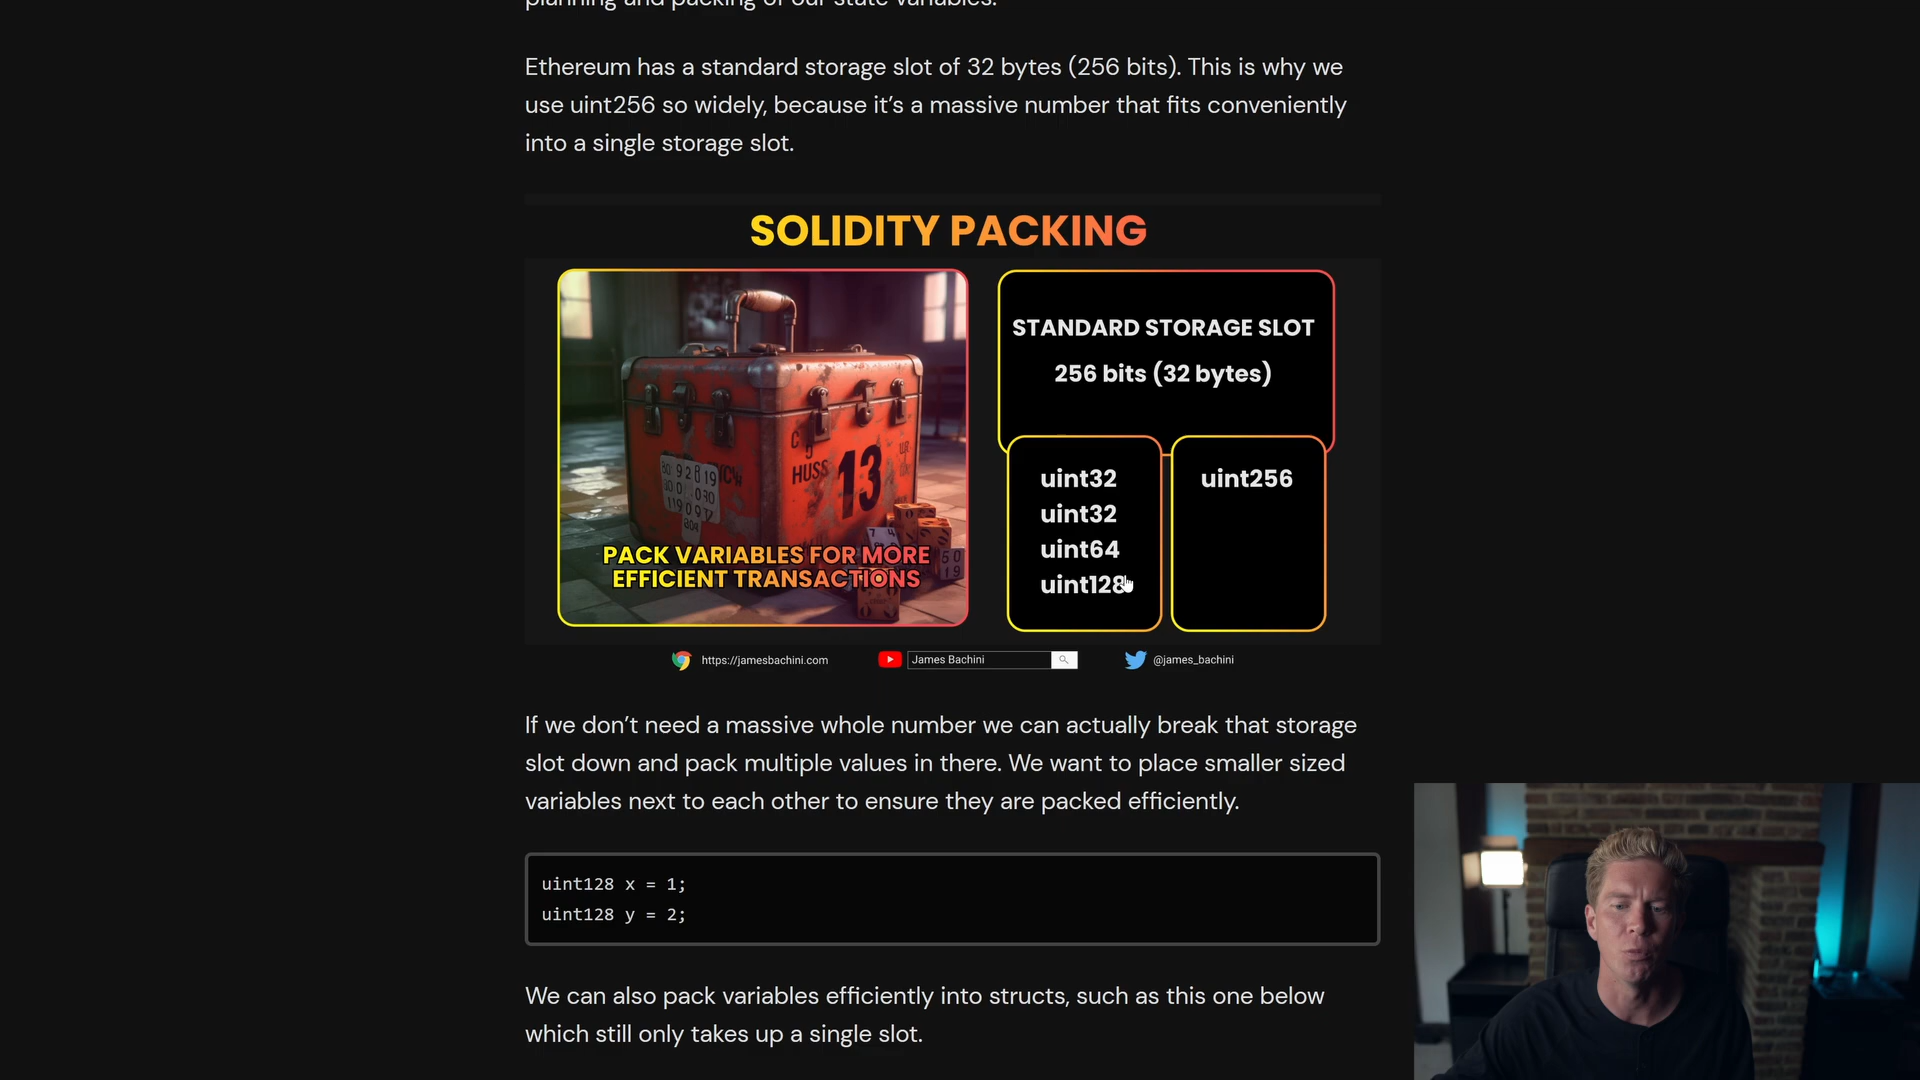 Ethereum has a standard storage slot of 32 bytes (256 bits). This is why we
use uint256 so widely, because it’s a massive number that fits conveniently
into a single storage slot.
SOLIDITY PACKING
13
HUSS
PACK VARIABLES FOR MORE
EFFICIENT TRANSACTIONS
STANDARD STORAGE SLOT
256 bits (32 bytes)
uint32
uint32
uint64
uint128
uint256
https://jamesbachini.com
James Bachini
@james_bachini
If we don’t need a massive whole number we can actually break that storage
slot down and pack multiple values in there. We want to place smaller sized
variables next to each other to ensure they are packed efficiently.
uint128 x = 1;
uint128 y = 2;
We can also pack variables efficiently into structs, such as this one below
which still only takes up a single slot.